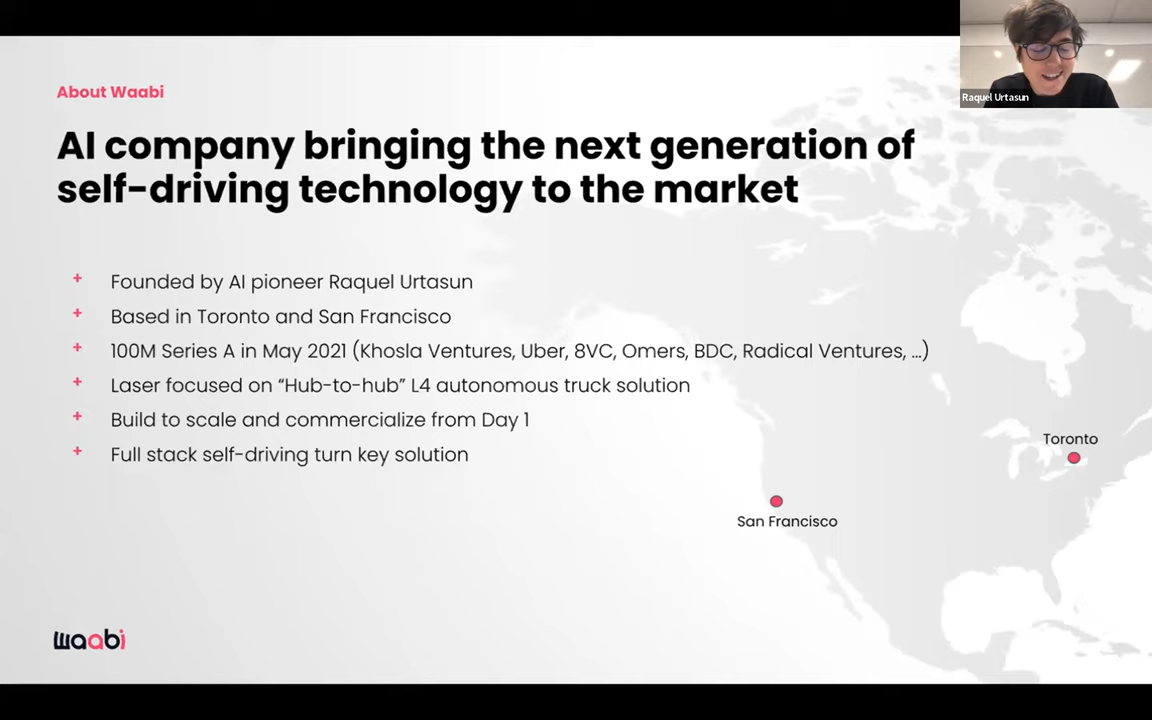 Raquel Urtasun
About Waabi
AI company bringing the next generation of
self-driving technology to the market
+ Founded by AI pioneer Raquel Urtasun
+ Based in Toronto and San Francisco
+ 100M Series A in May 2021 (Khosla Ventures, Uber, 8VC, Omers, BDC, Radical Ventures, ...)
+ Laser focused on “Hub-to-hub” L4 autonomous truck solution
+ Build to scale and commercialize from Day 1
+ Full stack self-driving turn key solution
Toronto
San Francisco
waabi